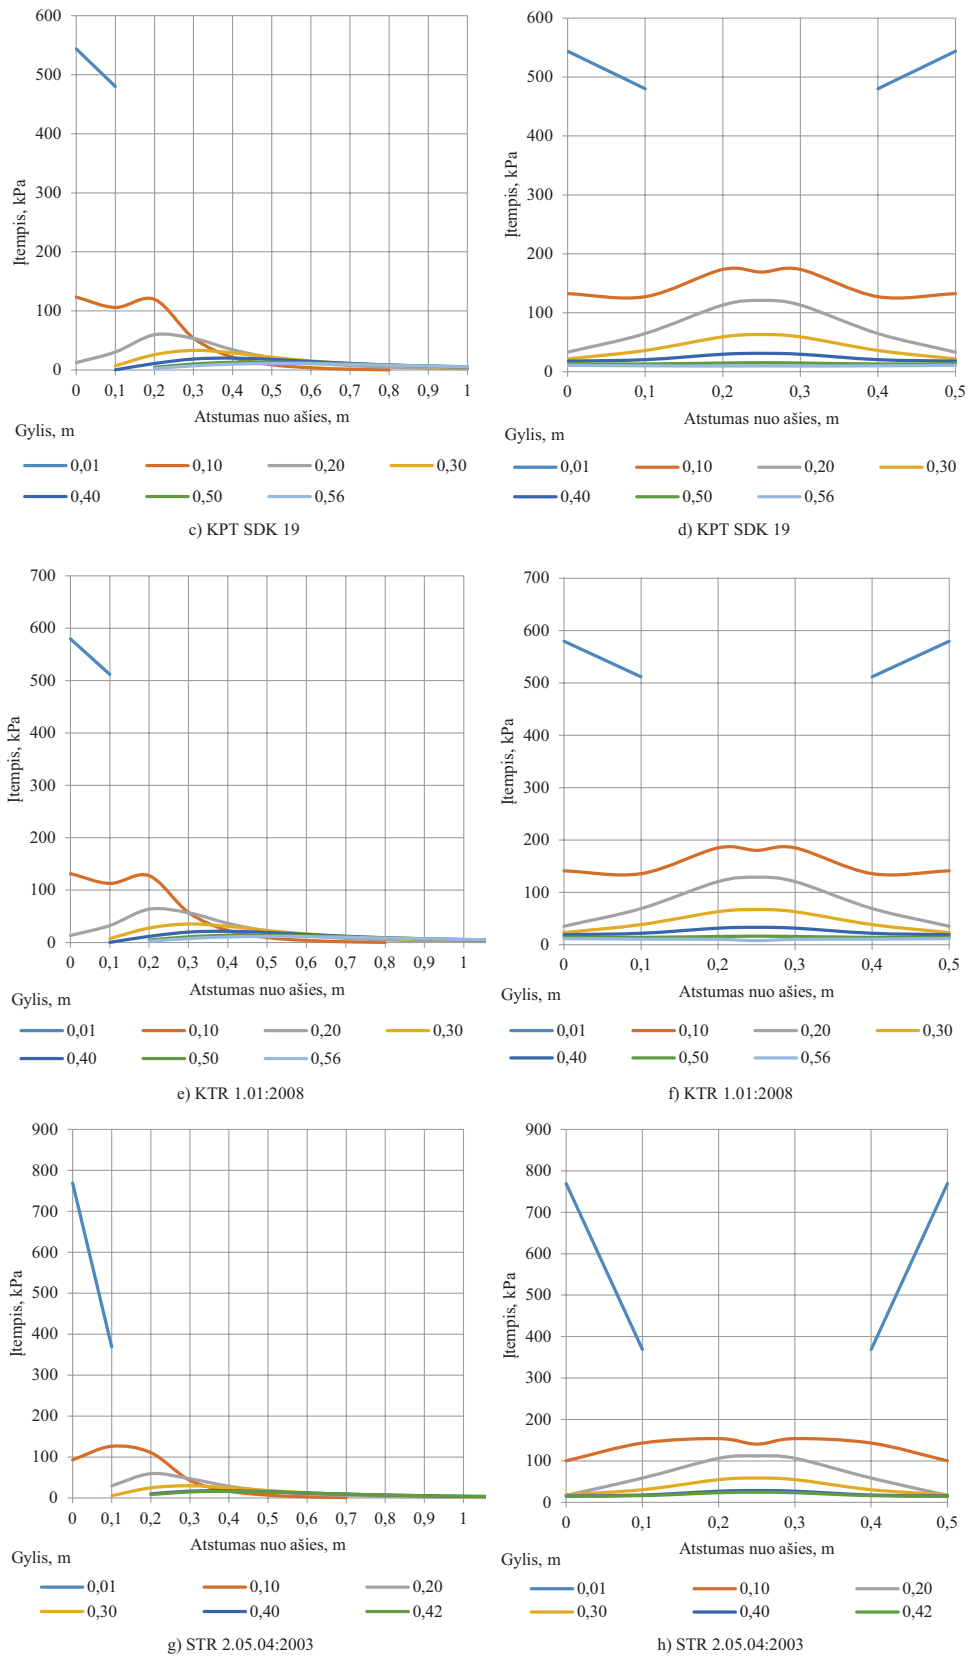 600
500
400
300
200
100
0
Įtempis, kPa
0 0,1 0,2 0,3 0,4 0,5 0,6 0,7 0,8 0,9 1
Atstumas nuo ašies, m
Gylis, m
0,01 0,10 0,20 0,30
0,40 0,50 0,56
c) KPT SDK 19
600
500
400
300
200
100
0
Įtempis, kPa
0 0,1 0,2 0,3 0,4 0,5
Atstumas nuo ašies, m
Gylis, m
0,01 0,10 0,20 0,30
0,40 0,50 0,56
d) KPT SDK 19
700
600
500
400
300
200
100
0
Įtempis, kPa
0 0,1 0,2 0,3 0,4 0,5 0,6 0,7 0,8 0,9 1
Atstumas nuo ašies, m
Gylis, m
0,01 0,10 0,20 0,30
0,40 0,50 0,56
e) KTR 1.01:2008
700
600
500
400
300
200
100
0
Įtempis, kPa
0 0,1 0,2 0,3 0,4 0,5
Atstumas nuo ašies, m
Gylis, m
0,01 0,10 0,20 0,30
0,40 0,50 0,56
f) KTR 1.01:2008
900
800
700
600
500
400
300
200
100
0
Įtempis, kPa
0 0,1 0,2 0,3 0,4 0,5 0,6 0,7 0,8 0,9 1
Atstumas nuo ašies, m
Gylis, m
0,01 0,10 0,20
0,30 0,40 0,42
g) STR 2.05.04:2003
900
800
700
600
500
400
300
200
100
0
Įtempis, kPa
0 0,1 0,2 0,3 0,4 0,5
Atstumas nuo ašies, m
Gylis, m
0,01 0,10 0,20
0,30 0,40 0,42
h) STR 2.05.04:2003